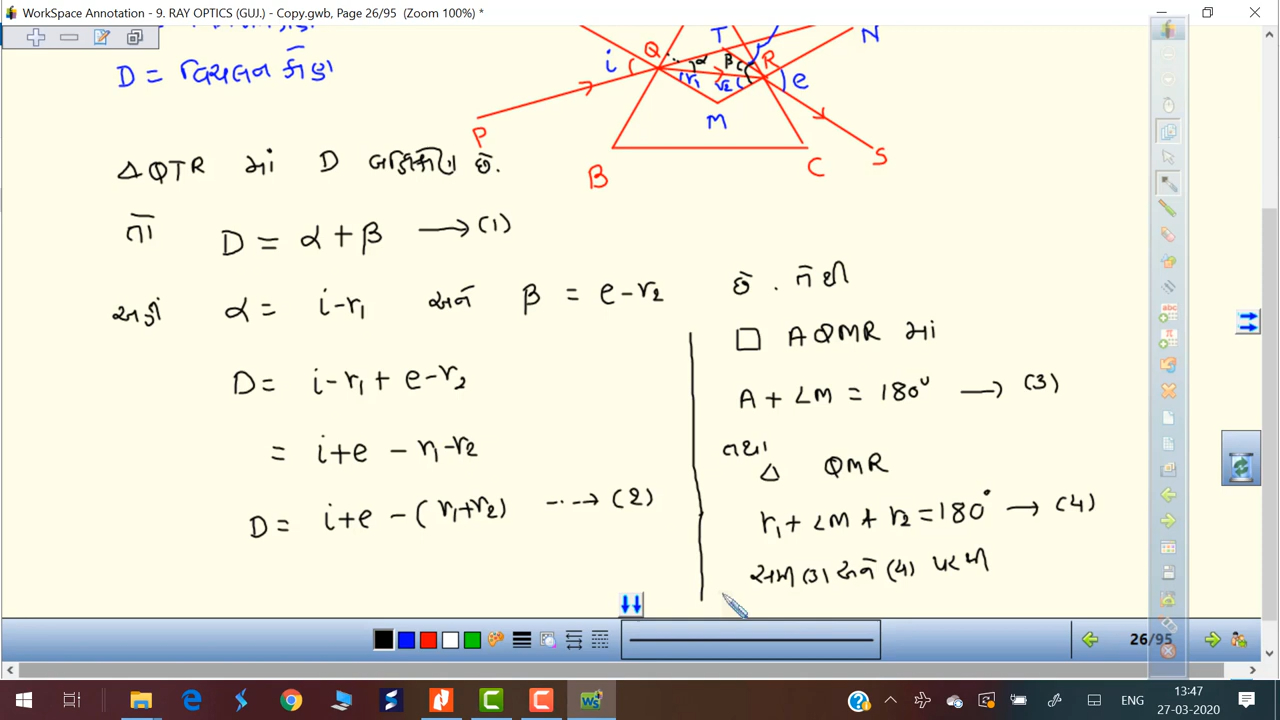 WorkSpace Annotation - 9. RAY OPTICS (GUJ.) - Copy.gwb, Page 26/95 (Zoom 100%) *
D = વિચલન કોણ
i Q T α β R N
r1 r2 e
P M
B C S
△ QTR માં D બહિષ્કોણ છે.
તો D = α + β ⟶ (1)
અહીં α = i-r1 અને β = e-r2
D = i-r1 + e-r2
= i+e - r1-r2
D = i+e - (r1+r2) ---→ (2)
છે. તેથી
□ AQMR માં
A + ∠M = 180° ⟶ (3)
તથા
△ QMR
r1 + ∠M + r2 = 180° ⟶ (4)
સમી (3) અને (4) પરથી
26/95
ENG
13:47
27-03-2020